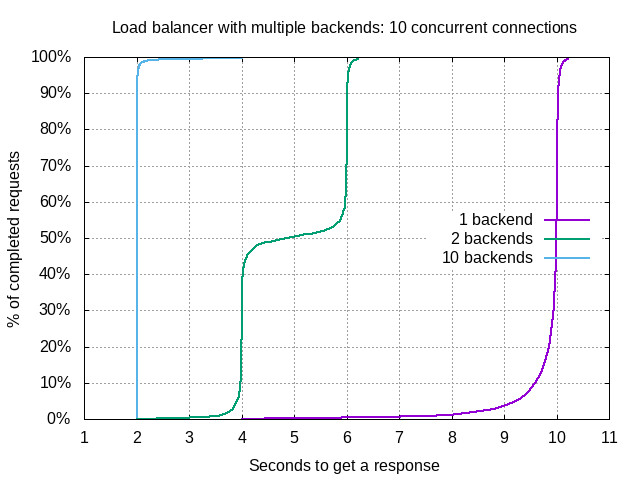 Load balancer with multiple backends: 10 concurrent connections
100%
90%
80%
70%
60%
50%
40%
30%
20%
10%
0%
% of completed requests
1 backend
2 backends
10 backends
1 2 3 4 5 6 7 8 9 10 11
Seconds to get a response